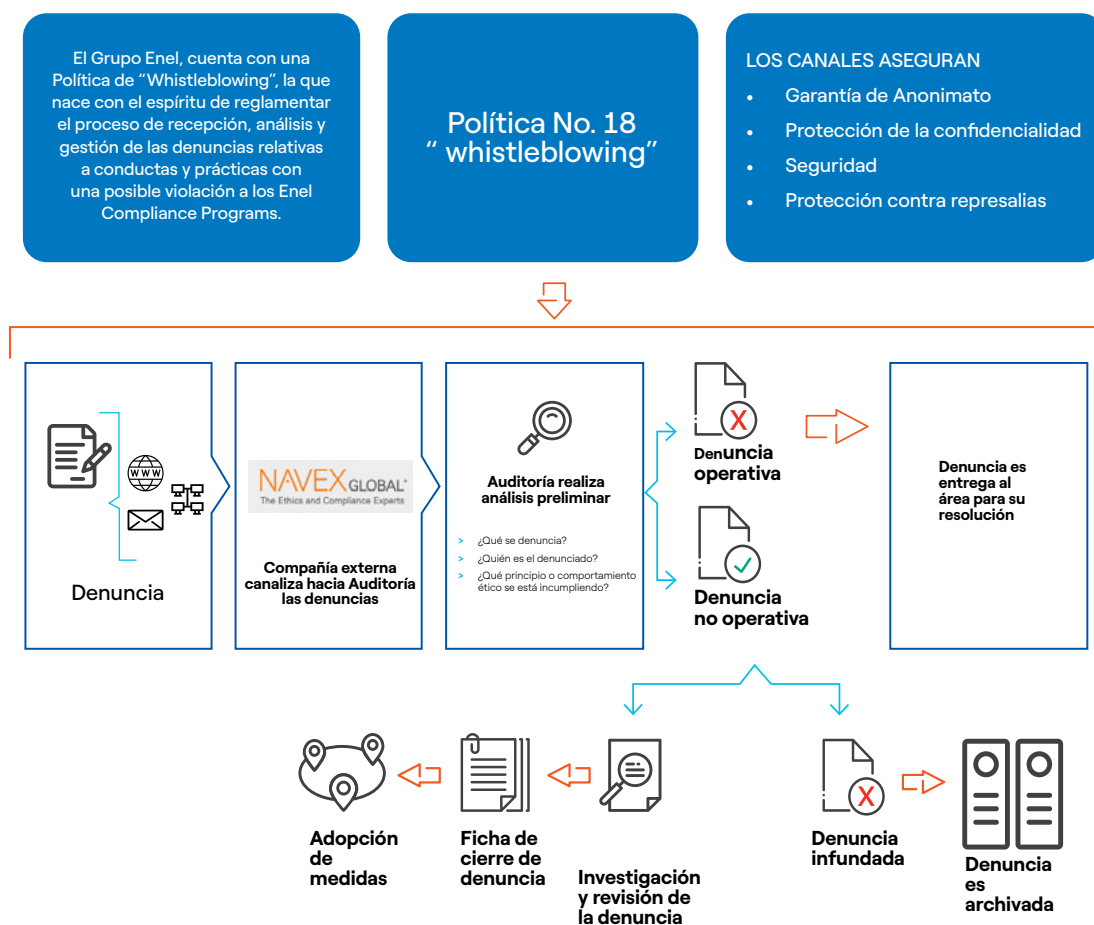 El Grupo Enel, cuenta con una
Política de “Whistleblowing”, la que
nace con el espíritu de reglamentar
el proceso de recepción, análisis y
gestión de las denuncias relativas
a conductas y prácticas con
una posible violación a los Enel
Compliance Programs.
Política No. 18
“ whistleblowing”
LOS CANALES ASEGURAN
• Garantía de Anonimato
• Protección de la confidencialidad
• Seguridad
• Protección contra represalias
WWW
Denuncia
NAVEX GLOBAL®
The Ethics and Compliance Experts
Compañía externa
canaliza hacia Auditoría
las denuncias
Auditoría realiza
análisis preliminar
> ¿Qué se denuncia?
> ¿Quién es el denunciado?
> ¿Qué principio o comportamiento
ético se está incumpliendo?
X
Denuncia
operativa
Denuncia
no operativa
Denuncia es
entrega al
área para su
resolución
Adopción
de
medidas
Ficha de
cierre de
denuncia
Investigación
y revisión de
la denuncia
X
Denuncia
infundada
Denuncia
es
archivada